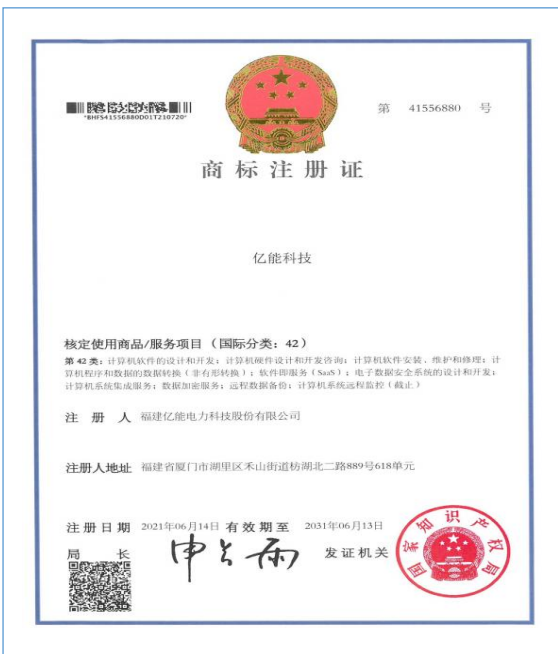 *BHFS41556880D01T210720*
第 41556880 号
商标注册证
亿能科技
核定使用商品/服务项目（国际分类：42）
第 42 类：计算机软件的设计和开发；计算机硬件设计和开发咨询；计算机软件安装、维护和修理；计
算机程序和数据的数据转换（非有形转换）；软件即服务（SaaS）；电子数据安全系统的设计和开发；
计算机系统集成服务；数据加密服务；远程数据备份；计算机系统远程监控（截止）
注 册 人 福建亿能电力科技股份有限公司
注册人地址 福建省厦门市湖里区禾山街道枋湖北二路889号618单元
注册日期 2021年06月14日 有效期至 2031年06月13日
局 长 申长雨 发证机关
国家知识产权局